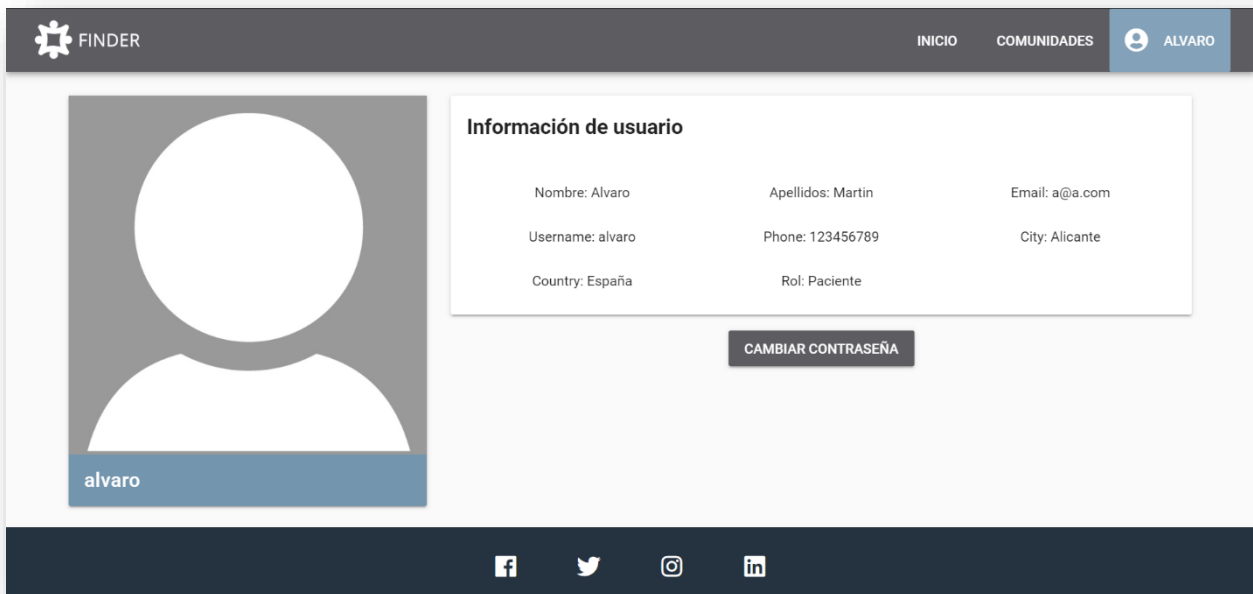 FINDER
INICIO COMUNIDADES ALVARO
alvaro
Información de usuario
Nombre: Alvaro Apellidos: Martin Email: a@a.com
Username: alvaro Phone: 123456789 City: Alicante
Country: España Rol: Paciente
CAMBIAR CONTRASEÑA